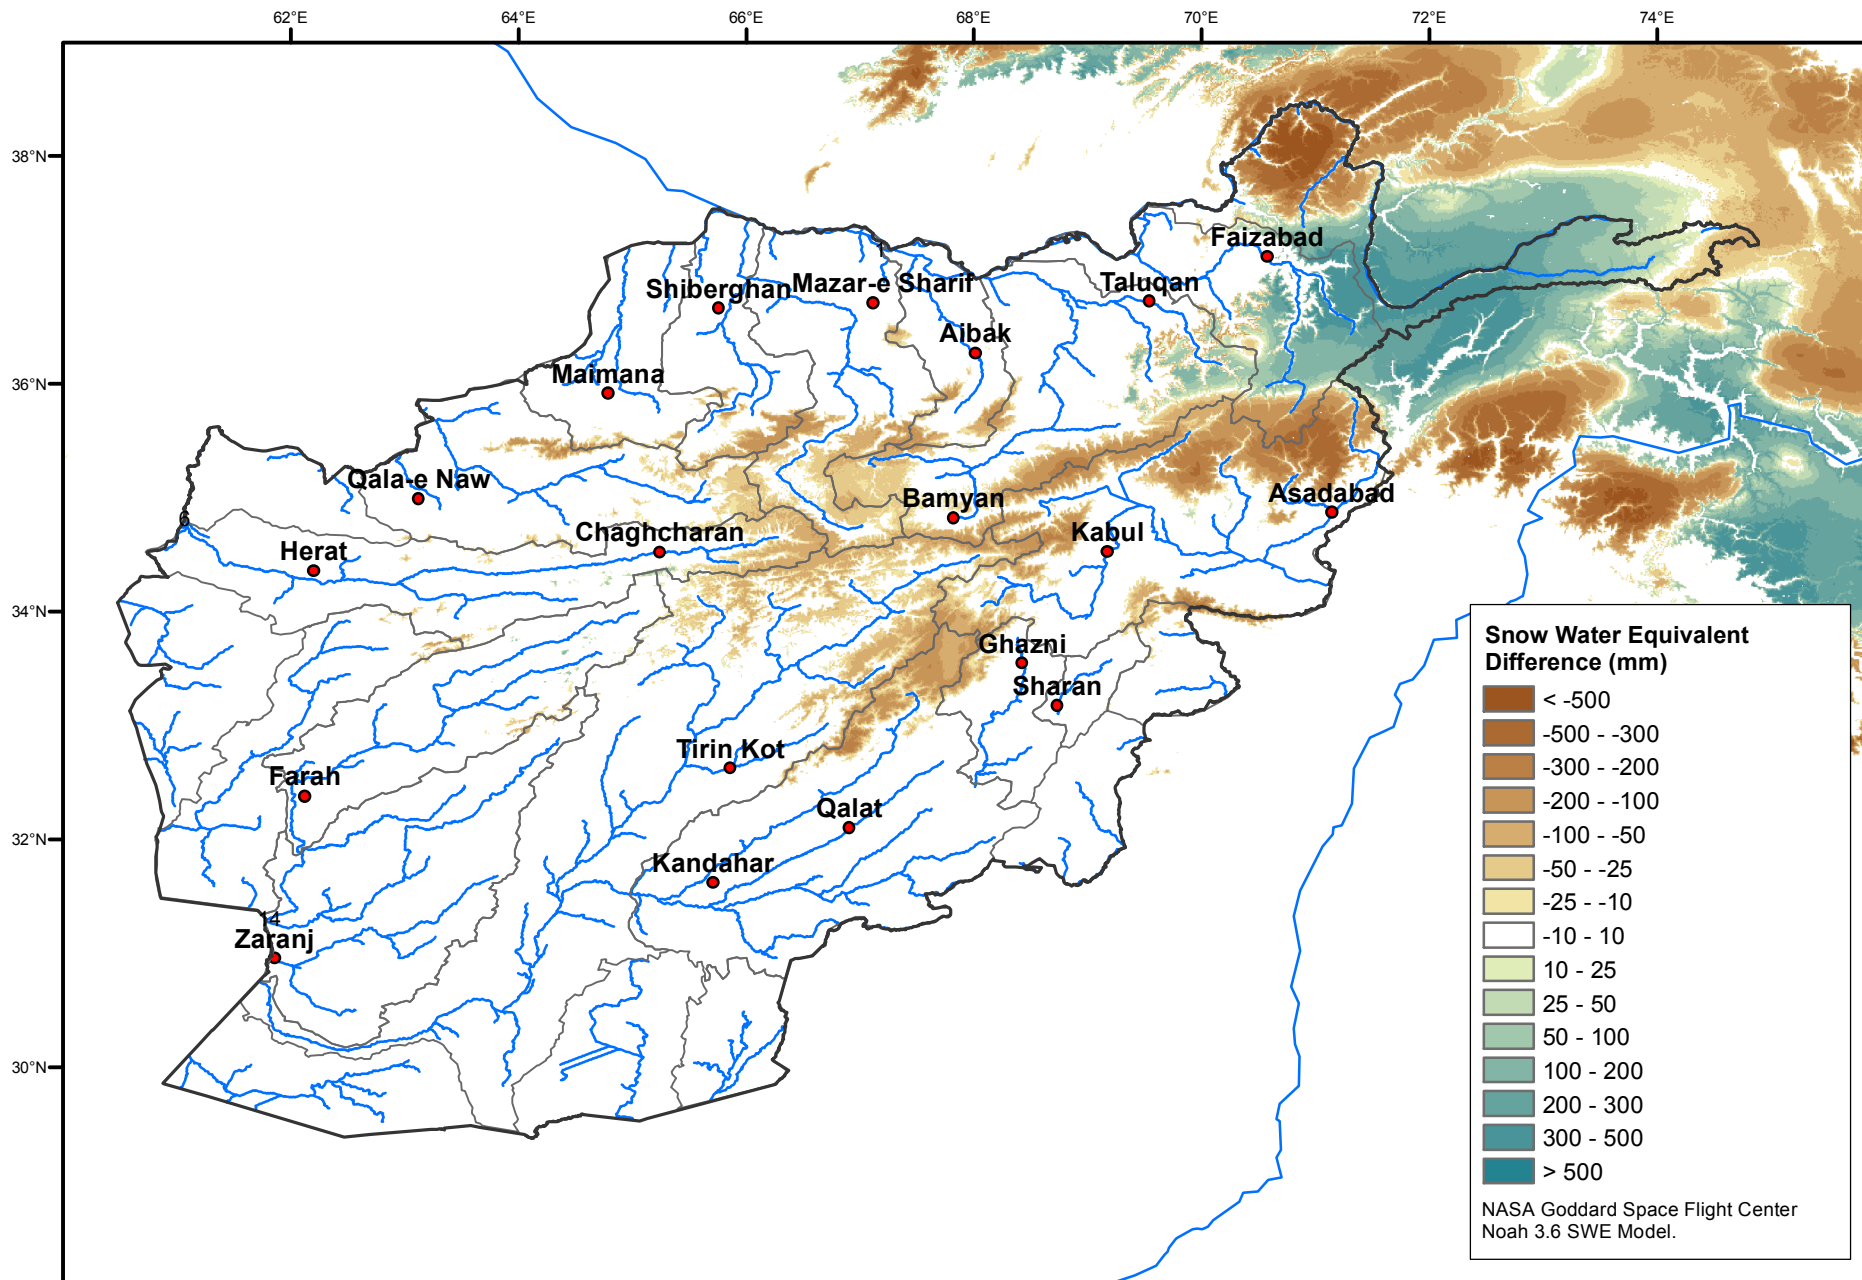 62°E 64°E 66°E 68°E 70°E 72°E 74°E
38°N
Faizabad
Shiberghan Mazar-e Sharif Taluqan
Aibak
36°N
Maimana
Qala-e Naw
Bamyan
Asadabad
6
Herat
Chaghcharan
Kabul
34°N
Ghazni
Sharan
Tirin Kot
Farah
Qalat
32°N
Kandahar
14
Zaranj
30°N
Snow Water Equivalent
Difference (mm)
< -500
-500 - -300
-300 - -200
-200 - -100
-100 - -50
-50 - -25
-25 - -10
-10 - 10
10 - 25
25 - 50
50 - 100
100 - 200
200 - 300
300 - 500
> 500
NASA Goddard Space Flight Center
Noah 3.6 SWE Model.